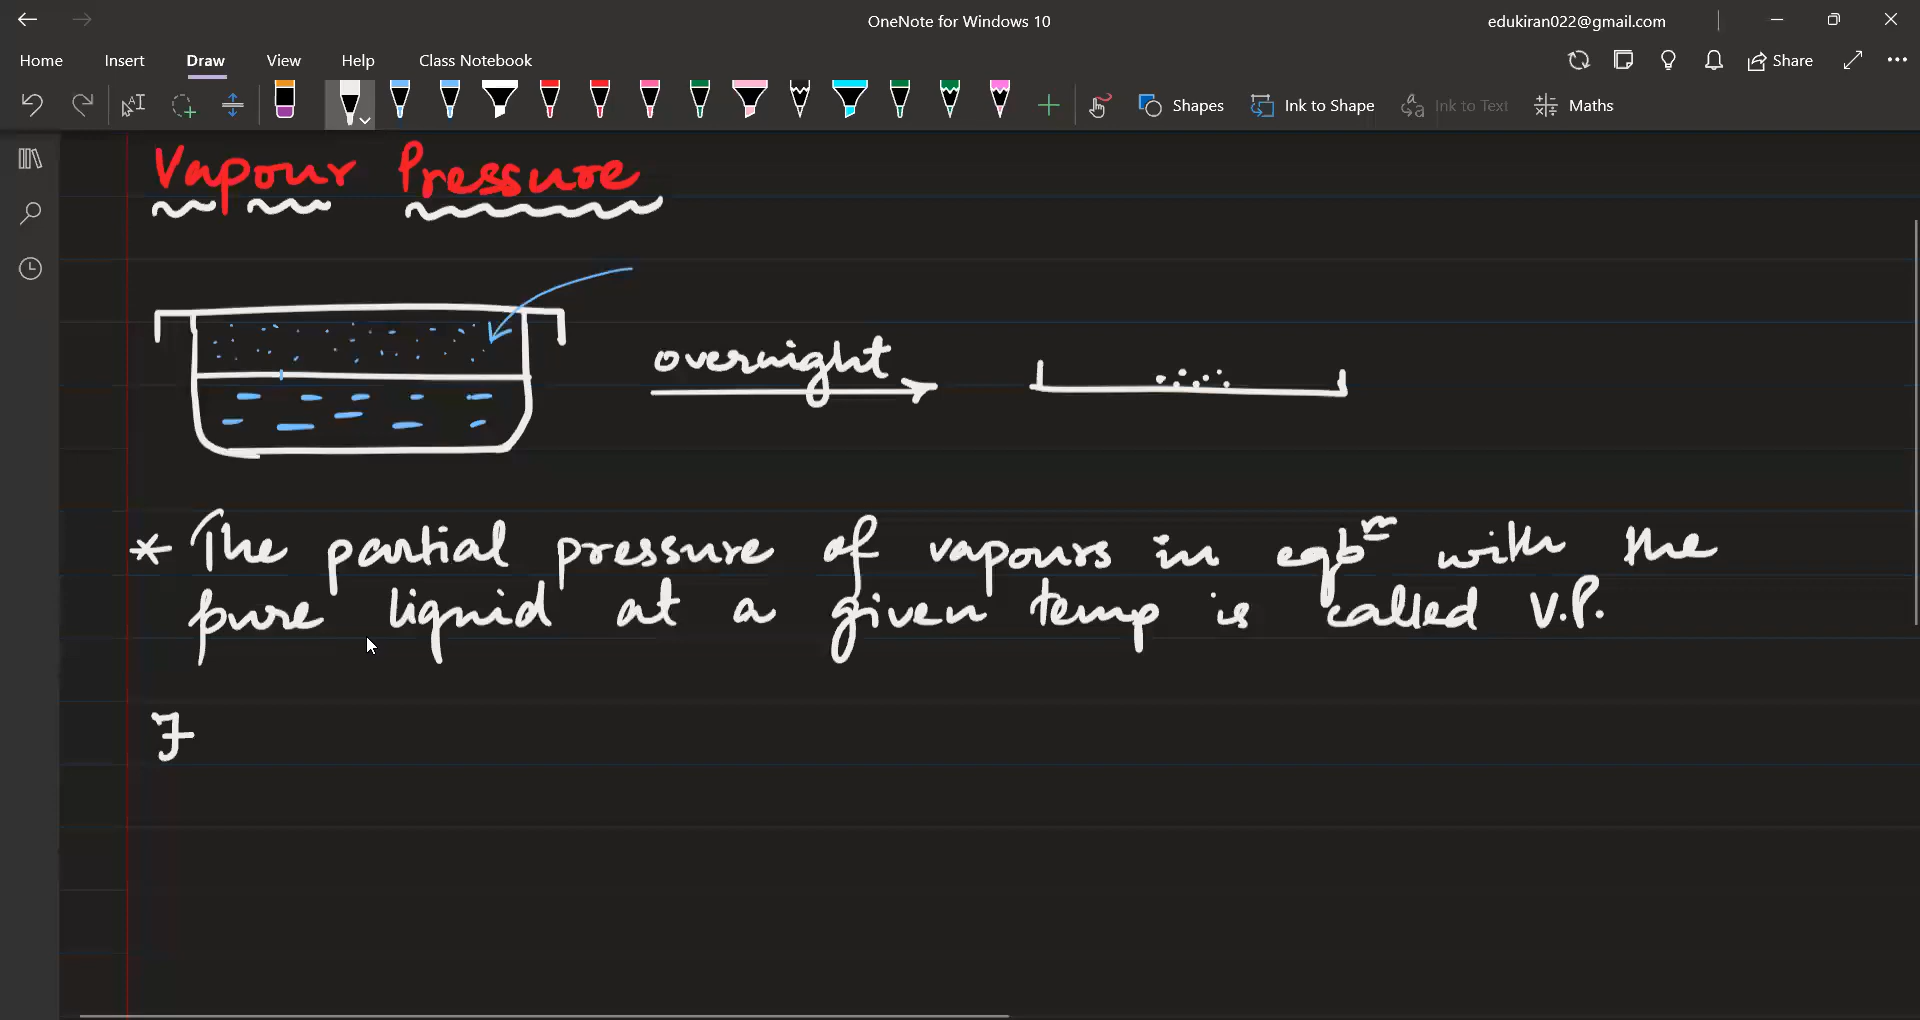 OneNote for Windows 10
edukiran022@gmail.com
Home Insert Draw View Help Class Notebook
Share
Shapes Ink to Shape Ink to Text Maths
Vapour Pressure
overnight
* The partial pressure of vapours in eqbm with the
pure liquid at a given temp is called V.P.